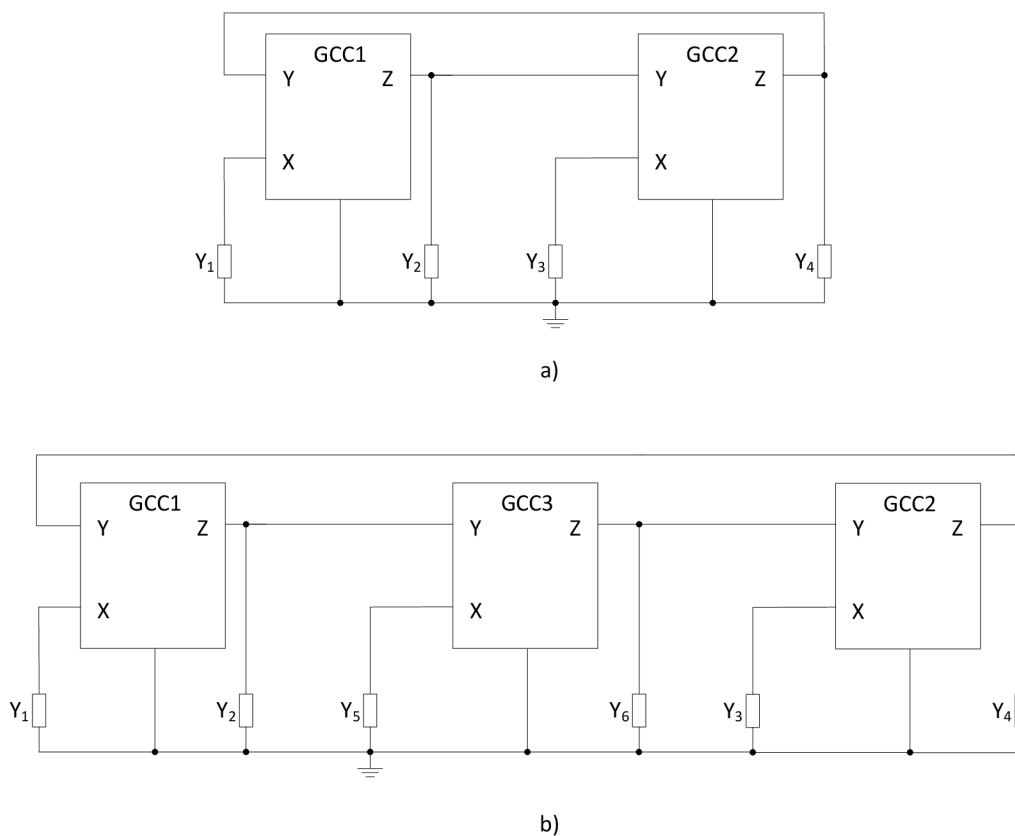 GCC1 GCC2
Y Z Y Z
X X
Y₁ Y₂ Y₃ Y₄
a)
GCC1 GCC3 GCC2
Y Z Y Z Y Z
X X X
Y₁ Y₂ Y₅ Y₆ Y₃ Y₄
b)